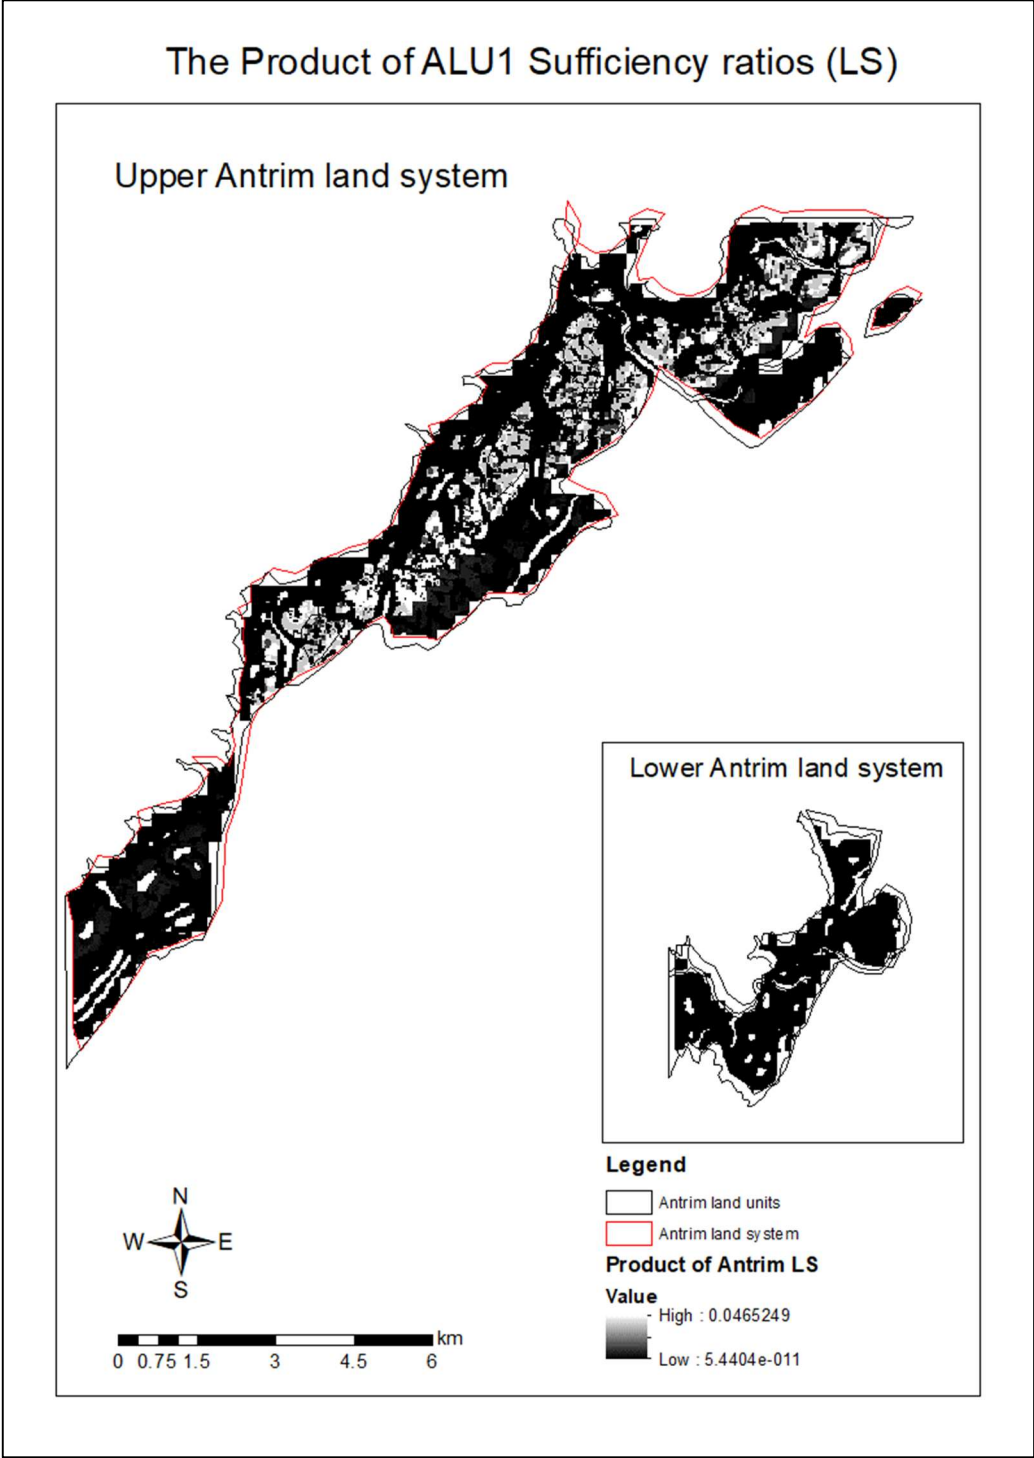 The Product of ALU1 Sufficiency ratios (LS)
Upper Antrim land system
Lower Antrim land system
Legend
Antrim land units
Antrim land system
Product of Antrim LS
Value
High : 0.0465249
Low : 5.4404e-011
N
W E
S
km
0 0.75 1.5 3 4.5 6